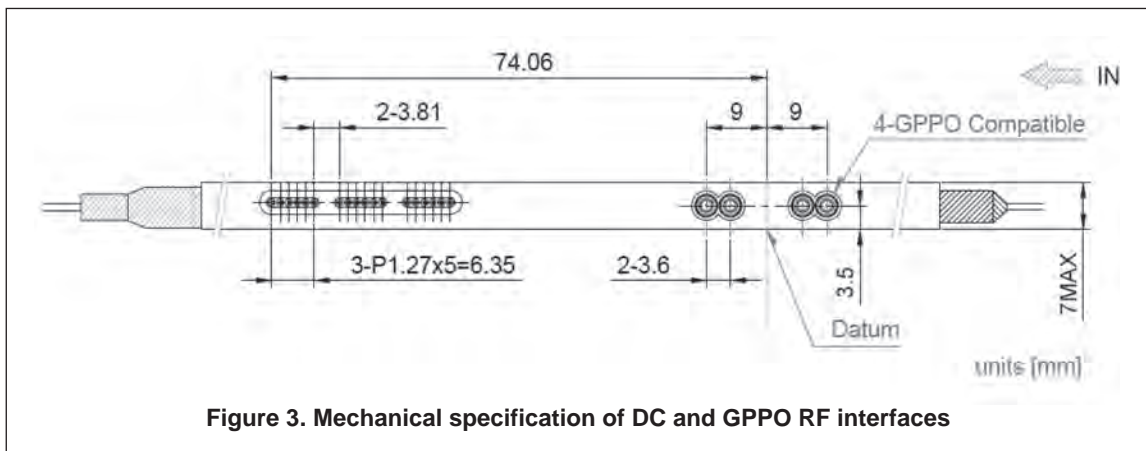 74.06
IN
2-3.81
9
9
4-GPPO Compatible
3-P1.27x5=6.35
2-3.6
3.5
7MAX
Datum
units [mm]
Figure 3. Mechanical specification of DC and GPPO RF interfaces